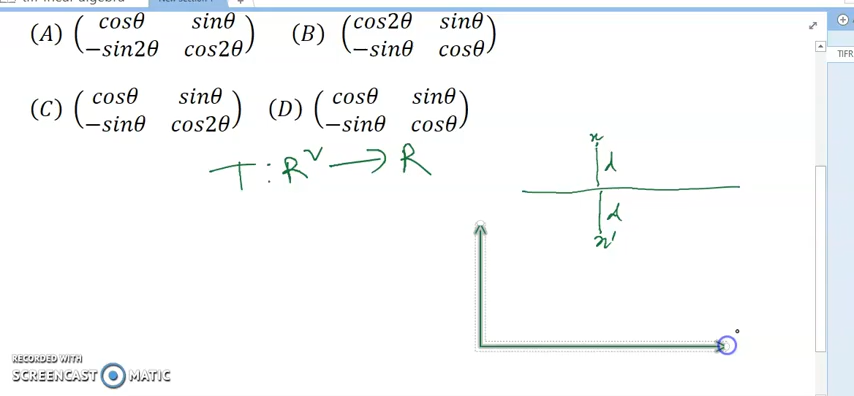 (A) ( cosθ sinθ
−sin2θ cos2θ )
(B) ( cos2θ sinθ
−sinθ cosθ )
(C) ( cosθ sinθ
−sinθ cos2θ )
(D) ( cosθ sinθ
−sinθ cosθ )
T : R² → R
x
d
d
x'
TIFR
RECORDED WITH
SCREENCAST MATIC